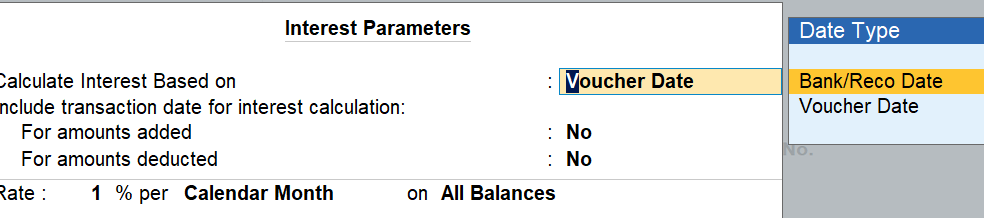 Interest Parameters
Date Type
Calculate Interest Based on : Voucher Date
Bank/Reco Date
Include transaction date for interest calculation:
Voucher Date
For amounts added : No
For amounts deducted : No
No.
Rate : 1 % per Calendar Month on All Balances